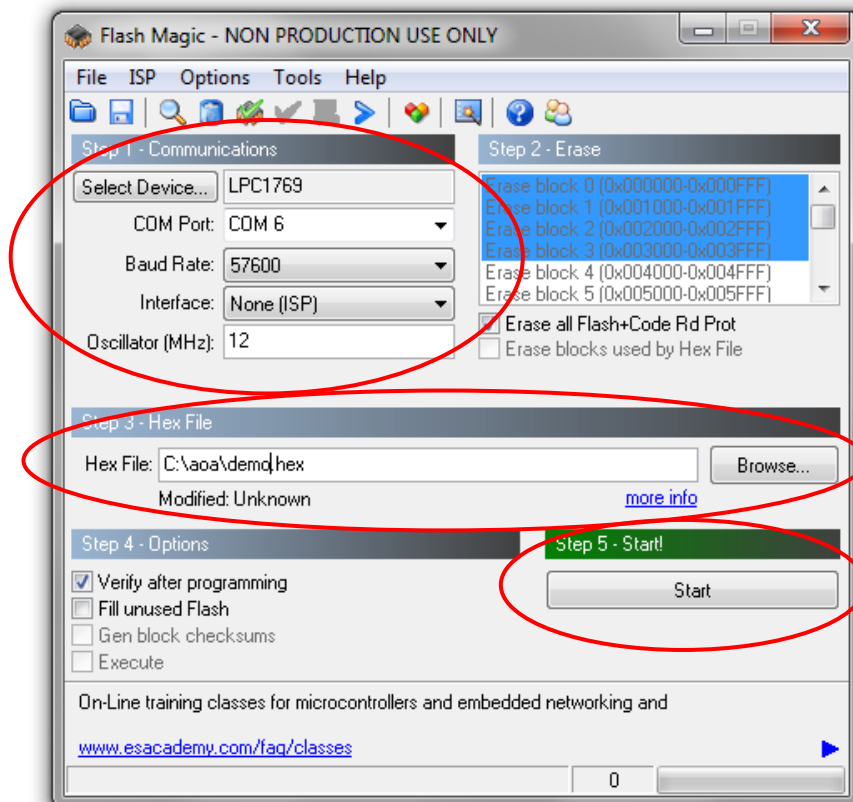 Flash Magic - NON PRODUCTION USE ONLY
File ISP Options Tools Help
Step 1 - Communications
Select Device... LPC1769
COM Port: COM 6
Baud Rate: 57600
Interface: None (ISP)
Oscillator (MHz): 12
Step 2 - Erase
Erase block 0 (0x000000-0x000FFF)
Erase block 1 (0x001000-0x001FFF)
Erase block 2 (0x002000-0x002FFF)
Erase block 3 (0x003000-0x003FFF)
Erase block 4 (0x004000-0x004FFF)
Erase block 5 (0x005000-0x005FFF)
Erase all Flash+Code Rd Prot
Erase blocks used by Hex File
Step 3 - Hex File
Hex File: C:\aoa\demo.hex Browse...
Modified: Unknown more info
Step 4 - Options
Verify after programming
Fill unused Flash
Gen block checksums
Execute
Step 5 - Start!
Start
On-Line training classes for microcontrollers and embedded networking and
www.esacademy.com/faq/classes
0